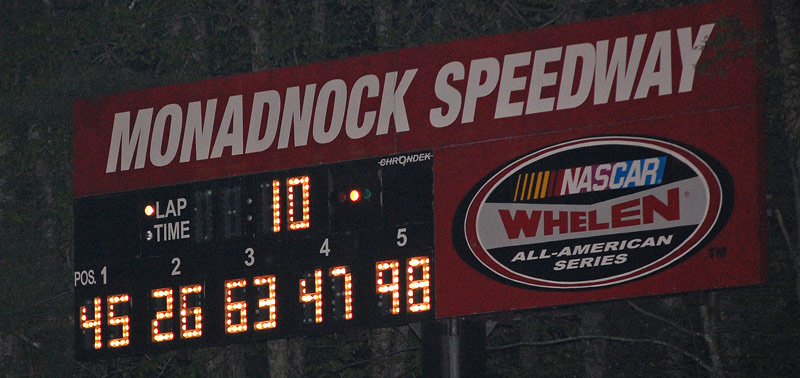 MONADNOCK SPEEDWAY
CHRONDEK
LAP 10
TIME
POS. 1 2 3 4 5
45 26 63 47 98
NASCAR
WHELEN
ALL-AMERICAN
SERIES
TM